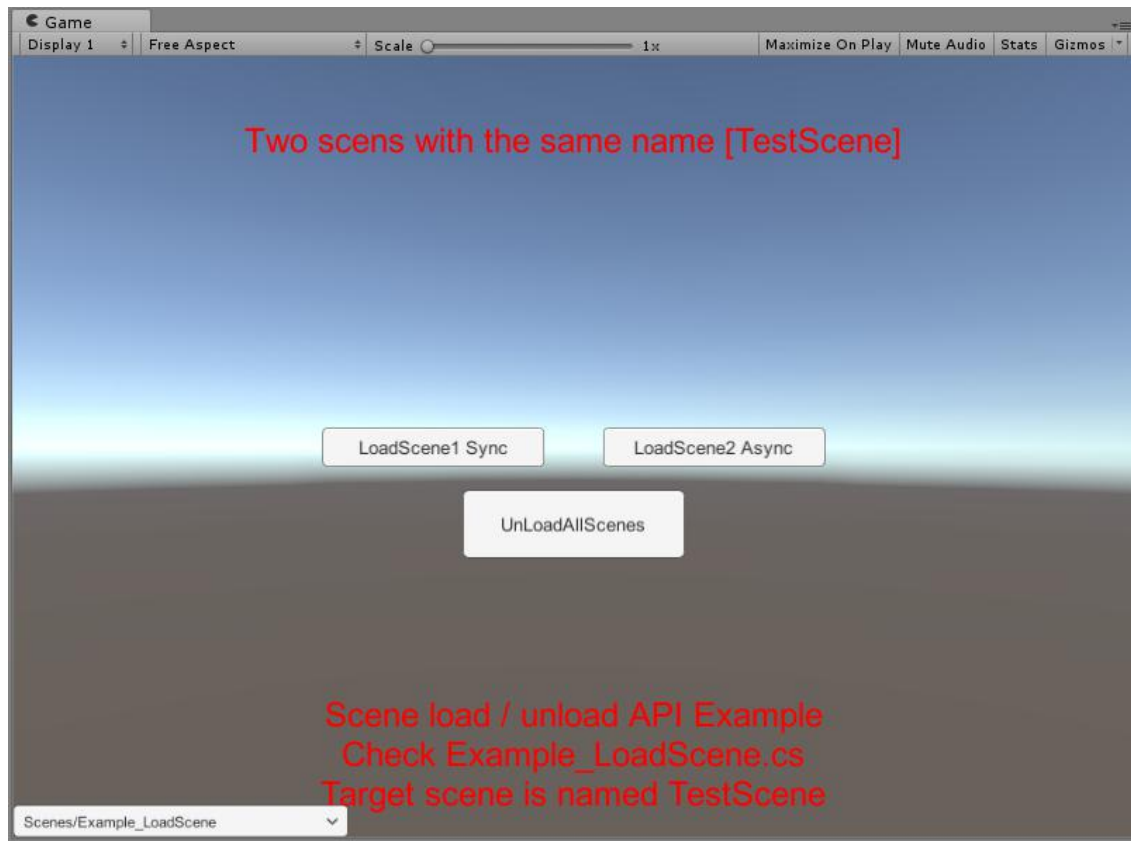 Game
Display 1 Free Aspect Scale 1x Maximize On Play Mute Audio Stats Gizmos
Two scens with the same name [TestScene]
LoadScene1 Sync LoadScene2 Async
UnLoadAllScenes
Scene load / unload API Example
Check Example_LoadScene.cs
Target scene is named TestScene
Scenes/Example_LoadScene